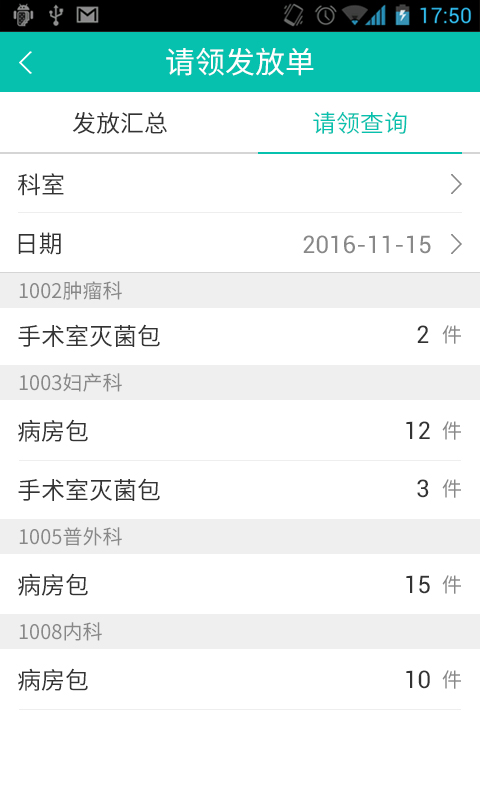 17:50
请领发放单
发放汇总 请领查询
科室
日期 2016-11-15
1002肿瘤科
手术室灭菌包 2 件
1003妇产科
病房包 12 件
手术室灭菌包 3 件
1005普外科
病房包 15 件
1008内科
病房包 10 件